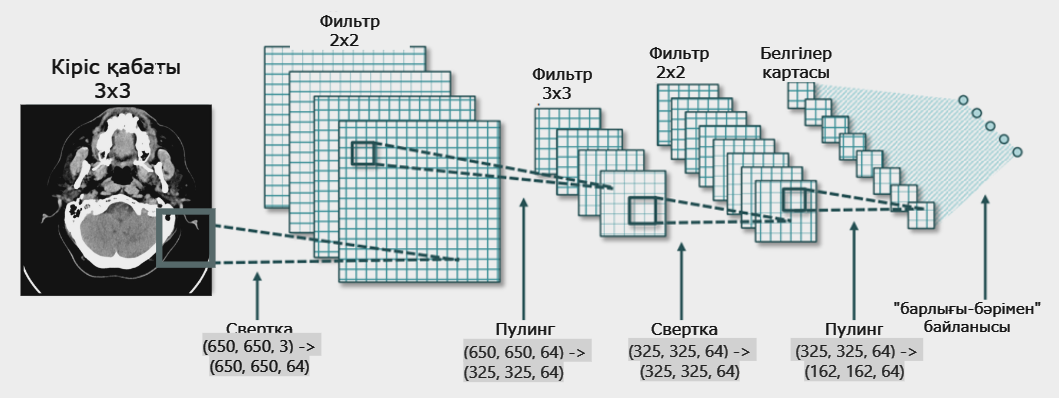 Кіріс қабаты
3x3
Фильтр
2x2
Фильтр
3x3
Фильтр
2x2
Белгілер
картасы
Свертка
(650, 650, 3) ->
(650, 650, 64)
Пулинг
(650, 650, 64) ->
(325, 325, 64)
Свертка
(325, 325, 64) ->
(325, 325, 64)
Пулинг
(325, 325, 64) ->
(162, 162, 64)
"барлығы-бәрімен"
байланысы